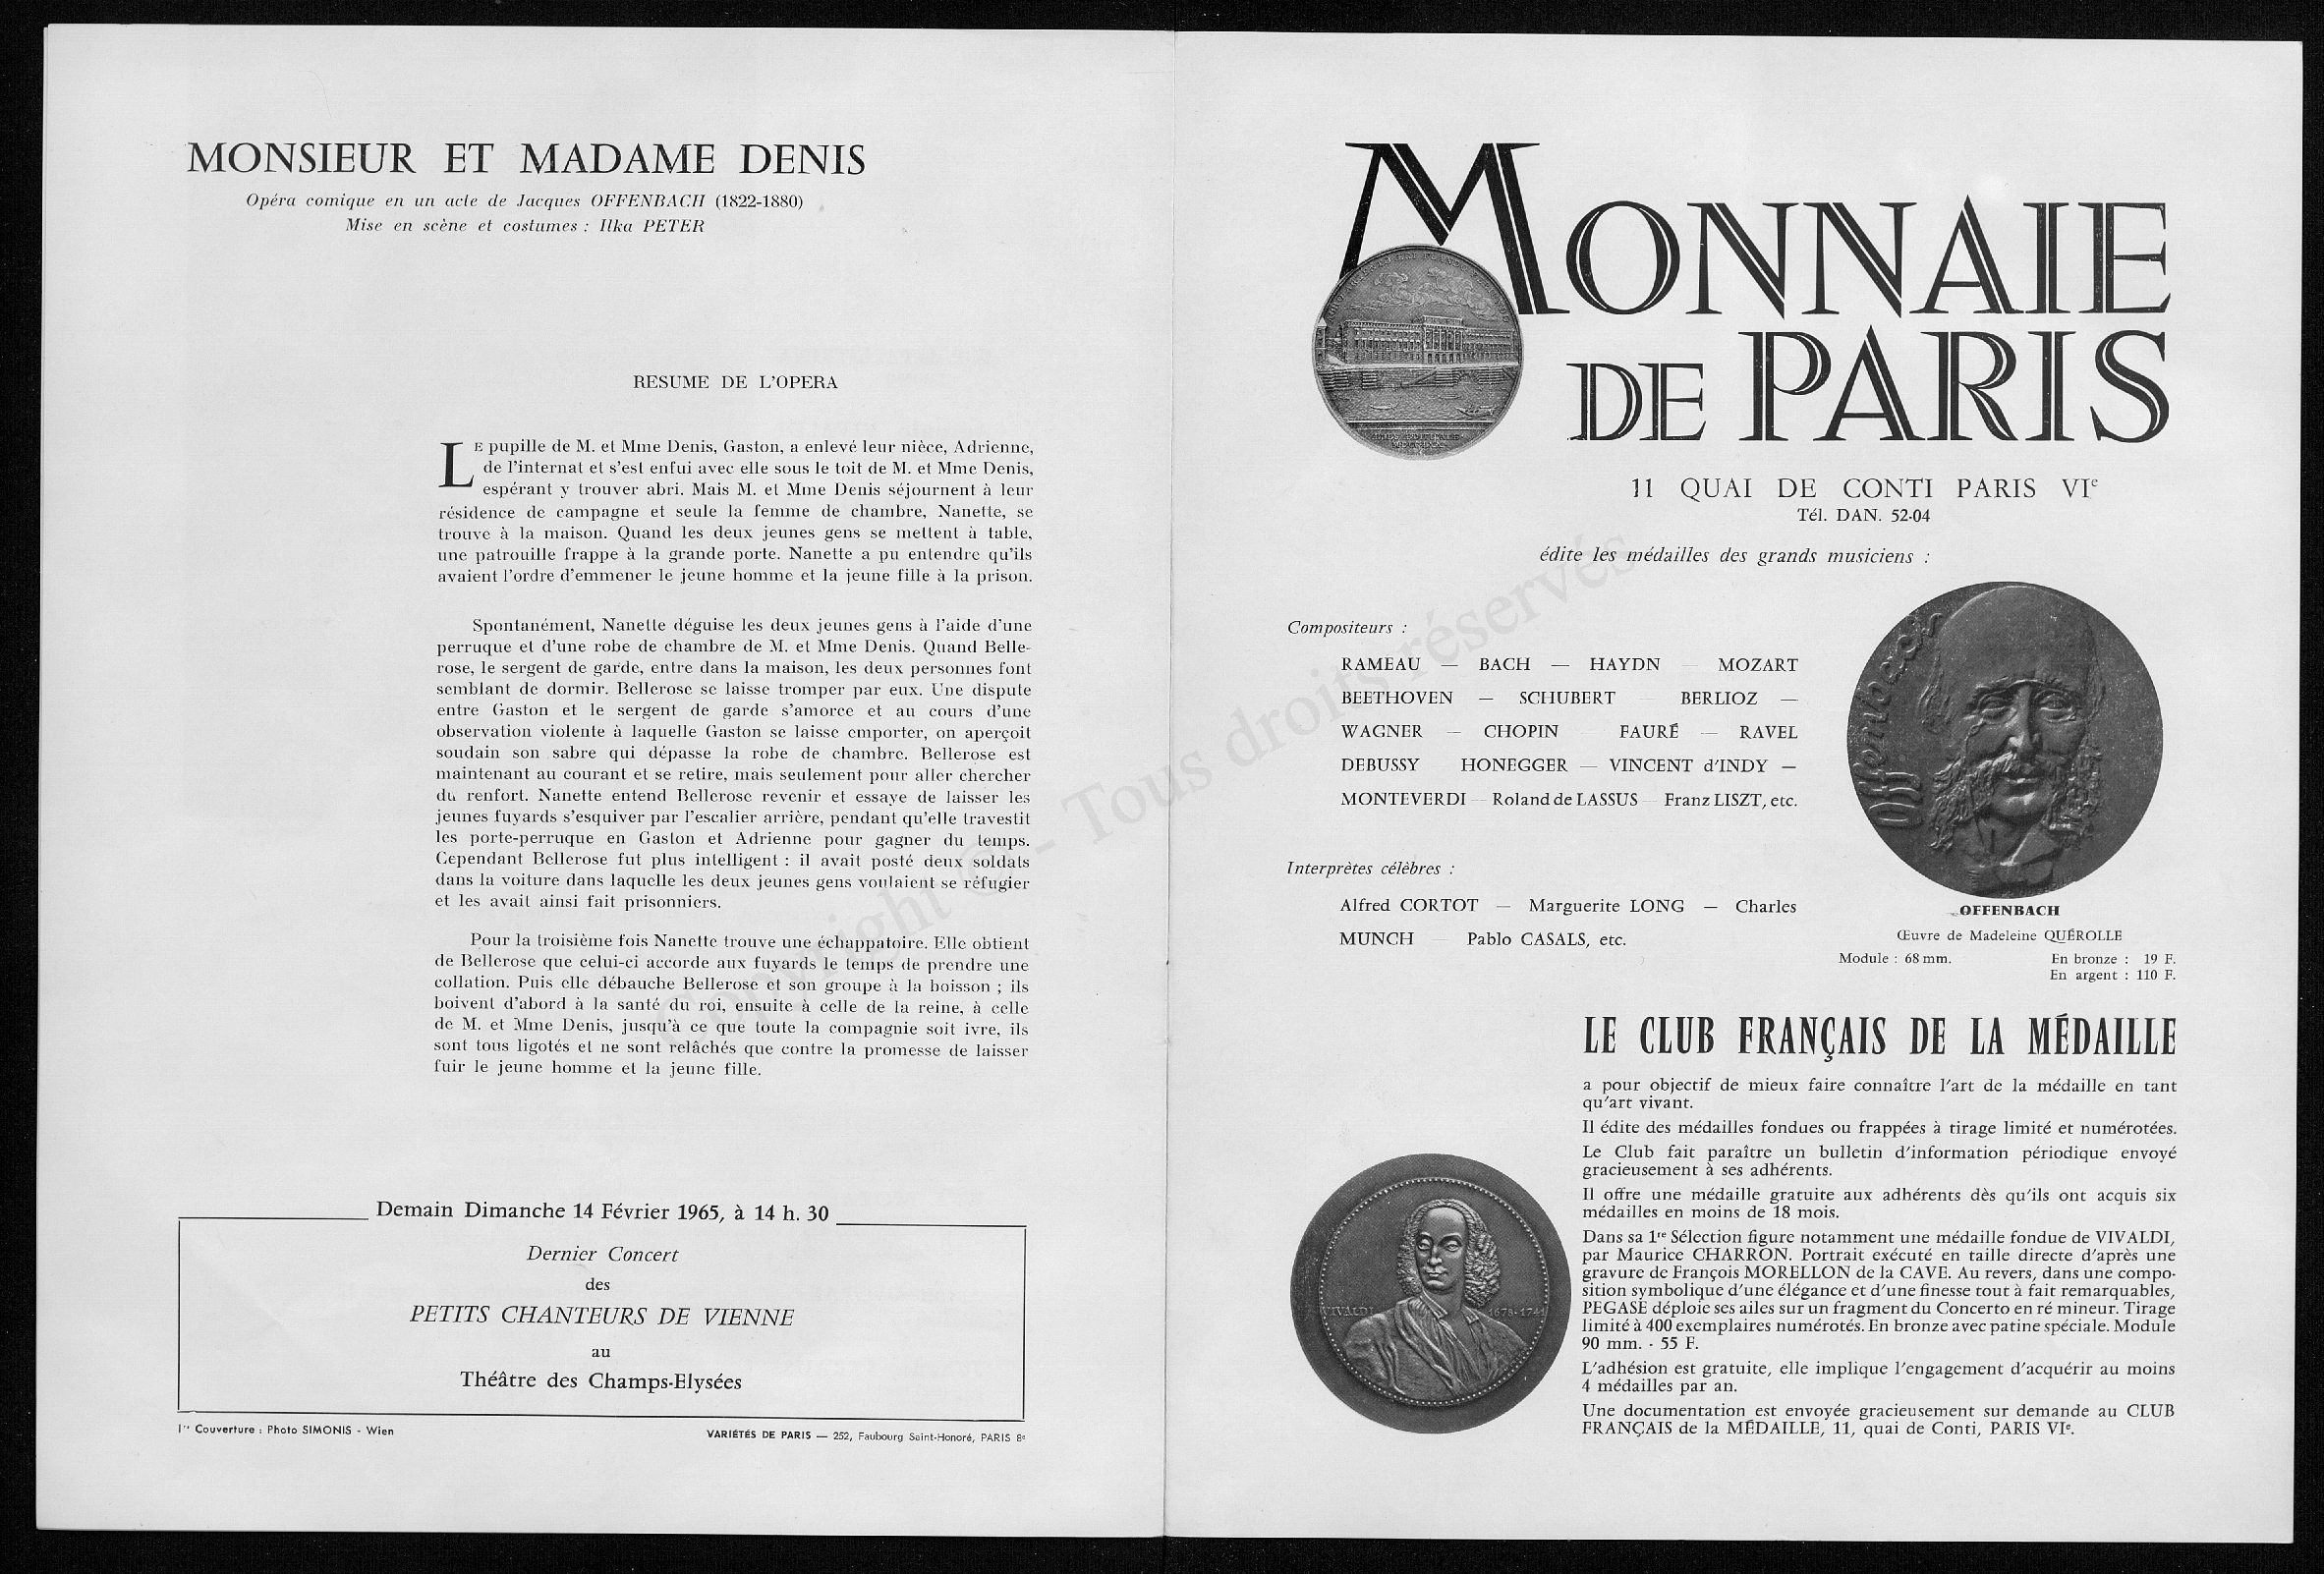 MONSIEUR ET MADAME DENIS
Opéra comique en un acte de Jacques OFFENBACH (1822-1880)
Mise en scène et costumes : Ilka PETER
RESUME DE L'OPERA
LE pupille de M. et Mme Denis, Gaston, a enlevé leur nièce, Adrienne,
de l'internat et s'est enfui avec elle sous le toit de M. et Mme Denis,
espérant y trouver abri. Mais M. et Mme Denis séjournent à leur
résidence de campagne et seule la femme de chambre, Nanette, se
trouve à la maison. Quand les deux jeunes gens se mettent à table,
une patrouille frappe à la grande porte. Nanette a pu entendre qu'ils
avaient l'ordre d'emmener le jeune homme et la jeune fille à la prison.
Spontanément, Nanette déguise les deux jeunes gens à l'aide d'une
perruque et d'une robe de chambre de M. et Mme Denis. Quand Belle-
rose, le sergent de garde, entre dans la maison, les deux personnes font
semblant de dormir. Bellerose se laisse tromper par eux. Une dispute
entre Gaston et le sergent de garde s'amorce et au cours d'une
observation violente à laquelle Gaston se laisse emporter, on aperçoit
soudain son sabre qui dépasse la robe de chambre. Bellerose est
maintenant au courant et se retire, mais seulement pour aller chercher
du renfort. Nanette entend Bellerose revenir et essaye de laisser les
jeunes fuyards s'esquiver par l'escalier arrière, pendant qu'elle travestit
les porte-perruque en Gaston et Adrienne pour gagner du temps.
Cependant Bellerose fut plus intelligent : il avait posté deux soldats
dans la voiture dans laquelle les deux jeunes gens voulaient se réfugier
et les avait ainsi fait prisonniers.
Pour la troisième fois Nanette trouve une échappatoire. Elle obtient
de Bellerose que celui-ci accorde aux fuyards le temps de prendre une
collation. Puis elle débauche Bellerose et son groupe à la boisson ; ils
boivent d'abord à la santé du roi, ensuite à celle de la reine, à celle
de M. et Mme Denis, jusqu'à ce que toute la compagnie soit ivre, ils
sont tous ligotés et ne sont relâchés que contre la promesse de laisser
fuir le jeune homme et la jeune fille.
Demain Dimanche 14 Février 1965, à 14 h. 30
Dernier Concert
des
PETITS CHANTEURS DE VIENNE
au
Théâtre des Champs-Elysées
1re Couverture : Photo SIMONIS - Wien
VARIÉTÉS DE PARIS — 252, Faubourg Saint-Honoré, PARIS 8e
MONNAIE
DE PARIS
11 QUAI DE CONTI PARIS VIe
Tél. DAN. 52-04
édite les médailles des grands musiciens :
Compositeurs :
RAMEAU — BACH — HAYDN — MOZART
BEETHOVEN — SCHUBERT — BERLIOZ —
WAGNER — CHOPIN — FAURÉ — RAVEL
DEBUSSY HONEGGER — VINCENT d'INDY —
MONTEVERDI — Roland de LASSUS — Franz LISZT, etc.
Offenbach
Interprètes célèbres :
Alfred CORTOT — Marguerite LONG — Charles
MUNCH — Pablo CASALS, etc.
OFFENBACH
Œuvre de Madeleine QUÉROLLE
Module : 68 mm. En bronze : 19 F.
En argent : 110 F.
LE CLUB FRANÇAIS DE LA MÉDAILLE
a pour objectif de mieux faire connaître l'art de la médaille en tant
qu'art vivant.
Il édite des médailles fondues ou frappées à tirage limité et numérotées.
Le Club fait paraître un bulletin d'information périodique envoyé
gracieusement à ses adhérents.
Il offre une médaille gratuite aux adhérents dès qu'ils ont acquis six
médailles en moins de 18 mois.
Dans sa 1re Sélection figure notamment une médaille fondue de VIVALDI,
par Maurice CHARRON. Portrait exécuté en taille directe d'après une
gravure de François MORELLON de la CAVE. Au revers, dans une compo-
sition symbolique d'une élégance et d'une finesse tout à fait remarquables,
PEGASE déploie ses ailes sur un fragment du Concerto en ré mineur. Tirage
limité à 400 exemplaires numérotés. En bronze avec patine spéciale. Module
90 mm. - 55 F.
L'adhésion est gratuite, elle implique l'engagement d'acquérir au moins
4 médailles par an.
Une documentation est envoyée gracieusement sur demande au CLUB
FRANÇAIS de la MÉDAILLE, 11, quai de Conti, PARIS VIe.
VIVALDI 1678-1741
Copyright © - Tous droits réservés